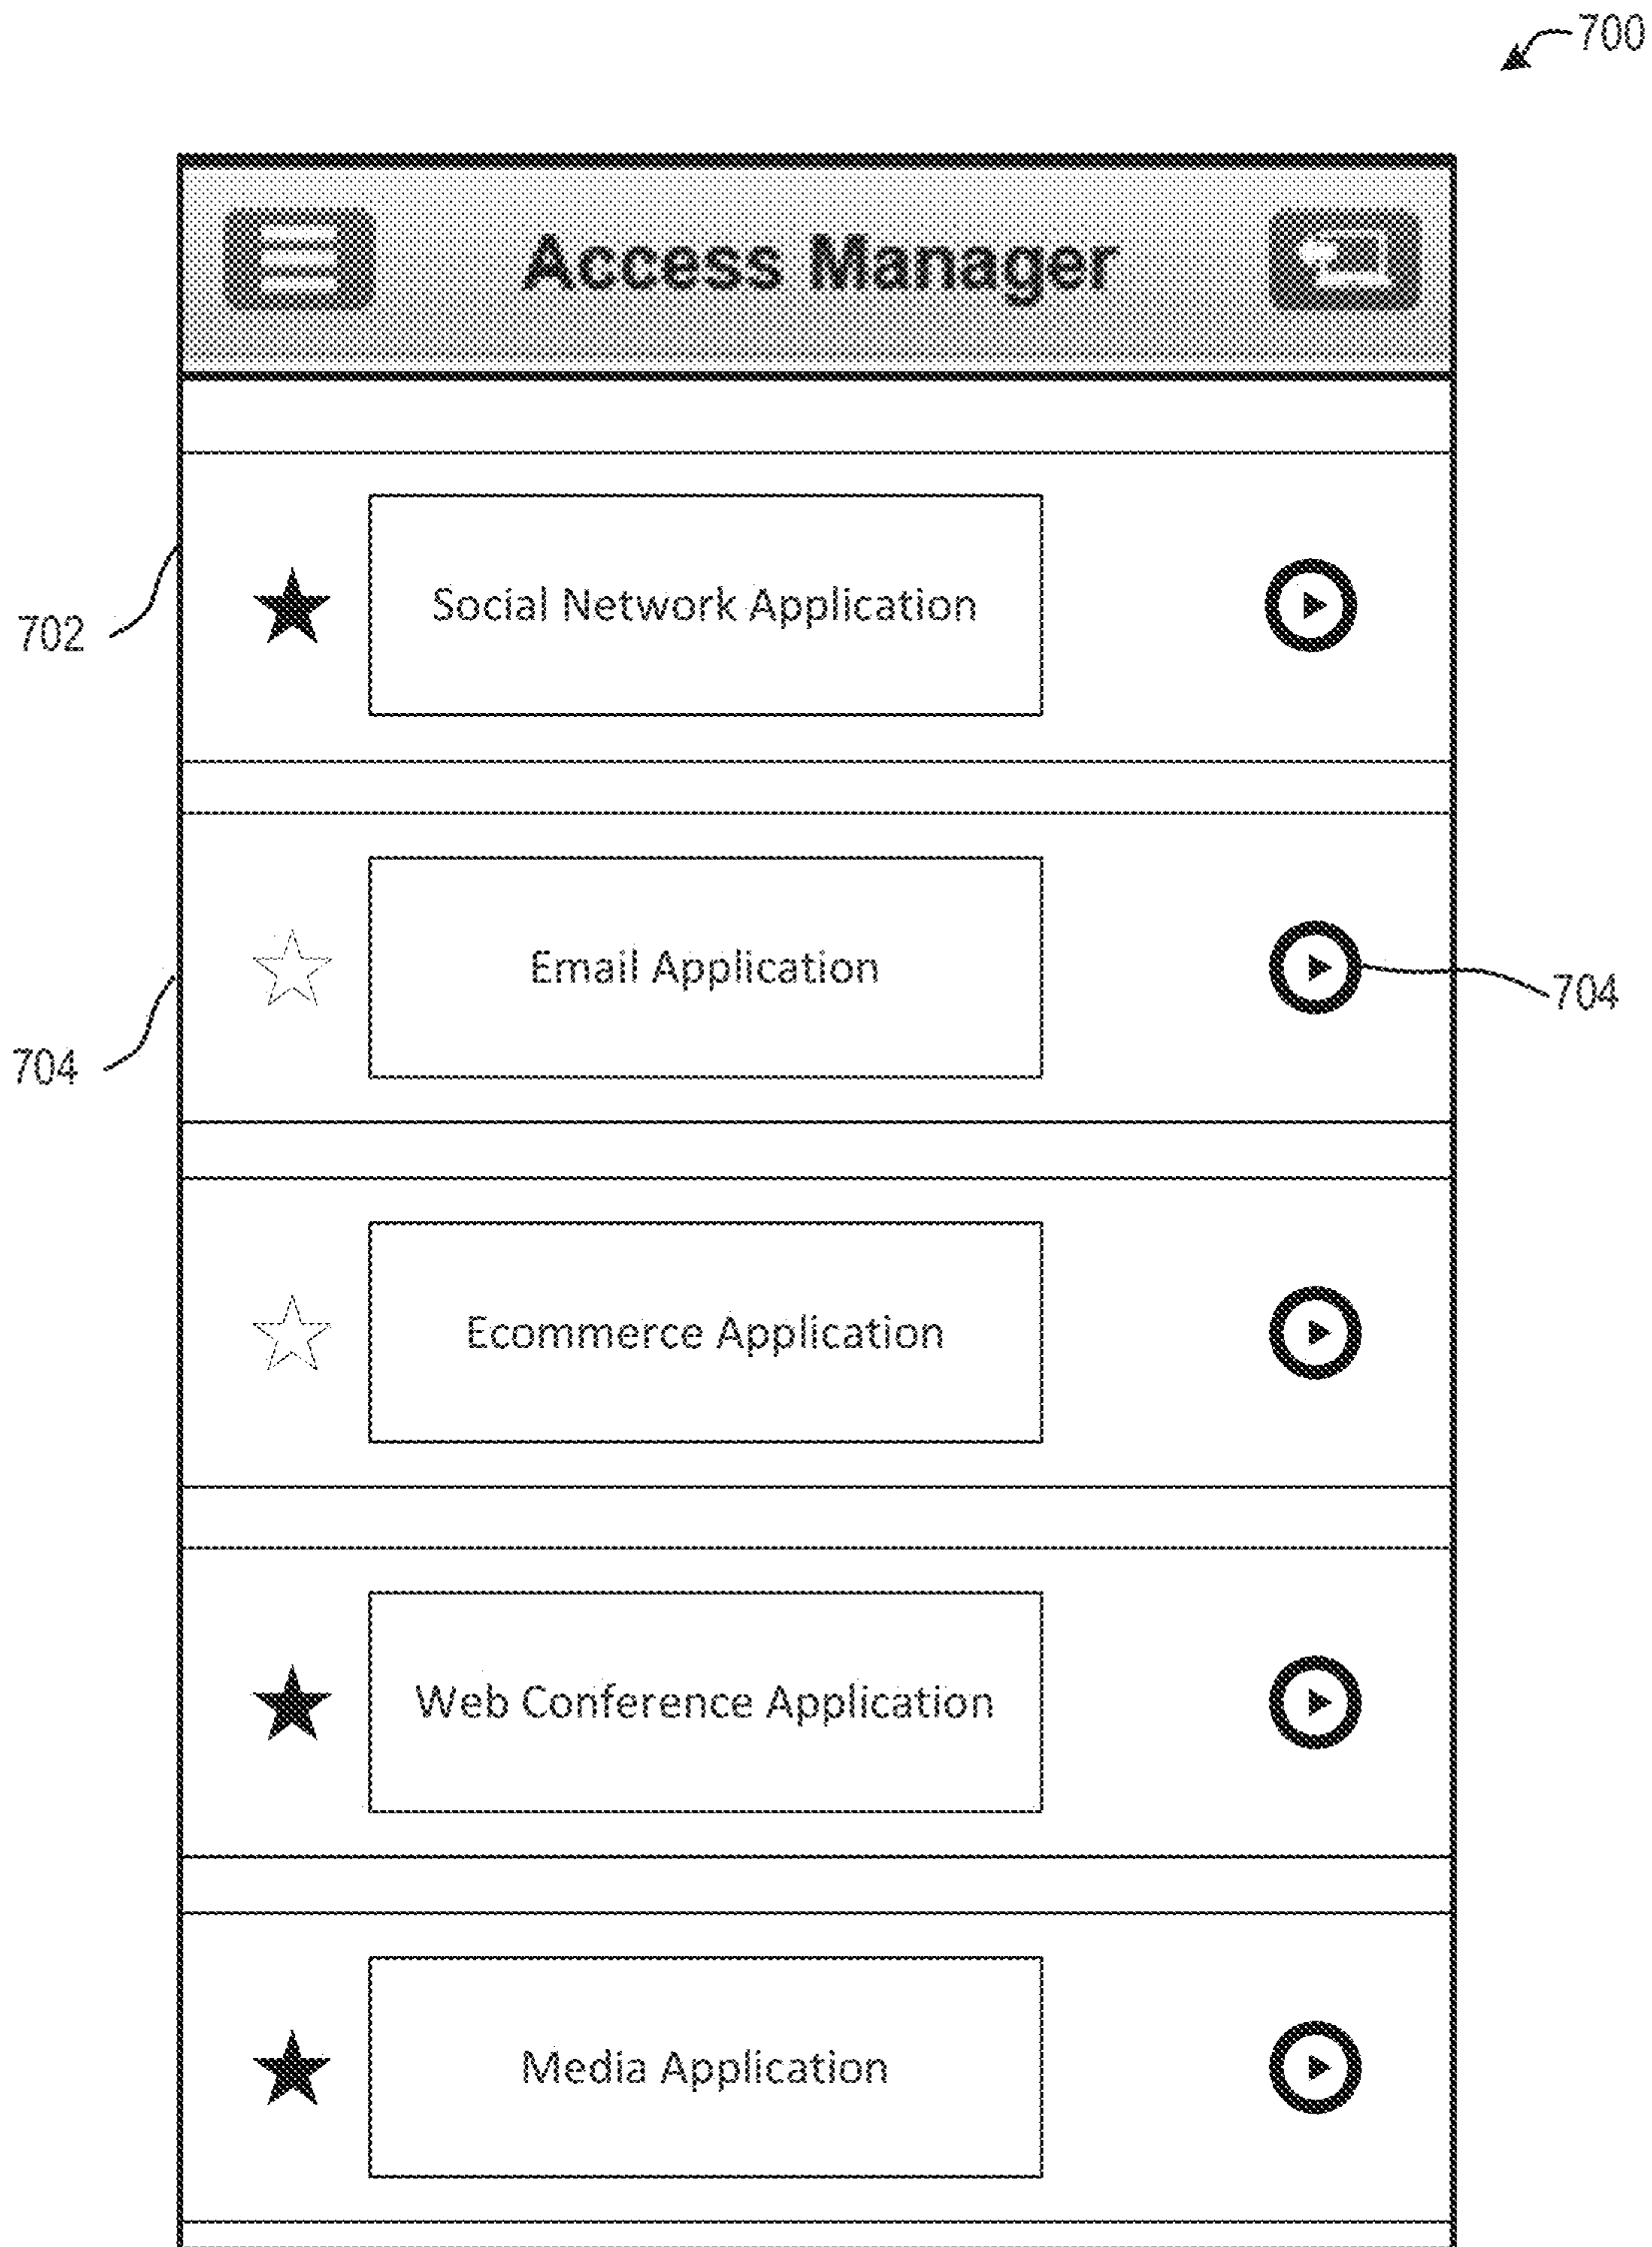 700
Access Manager
Social Network Application
702
Email Application
704
704
Ecommerce Application
Web Conference Application
Media Application